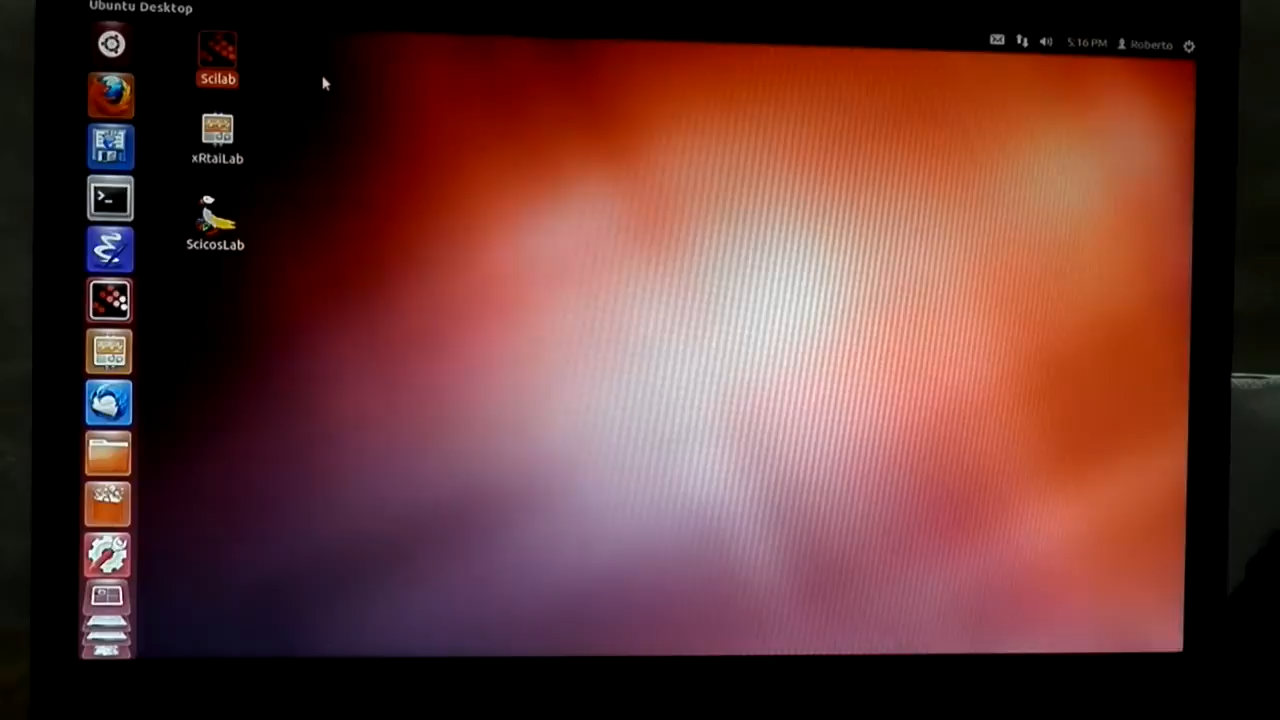 Ubuntu Desktop
5:16 PM Roberto
Scilab
xRtaiLab
ScicosLab